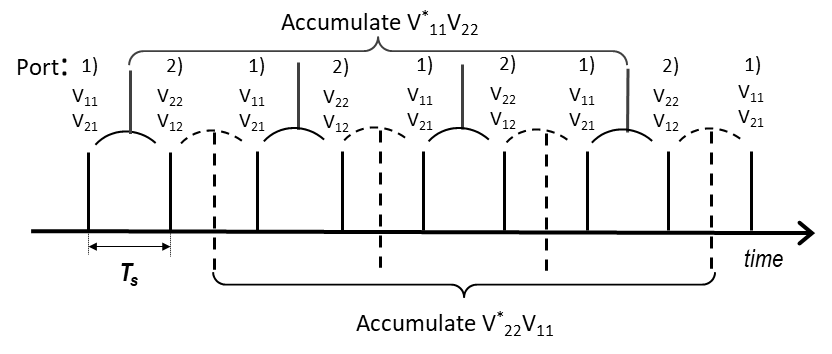 Accumulate V*11V22
Port: 1) 2) 1) 2) 1) 2) 1) 2) 1)
V11 V22 V11 V22 V11 V22 V11 V22 V11
V21 V12 V21 V12 V21 V12 V21 V12 V21
time
Ts
Accumulate V*22V11